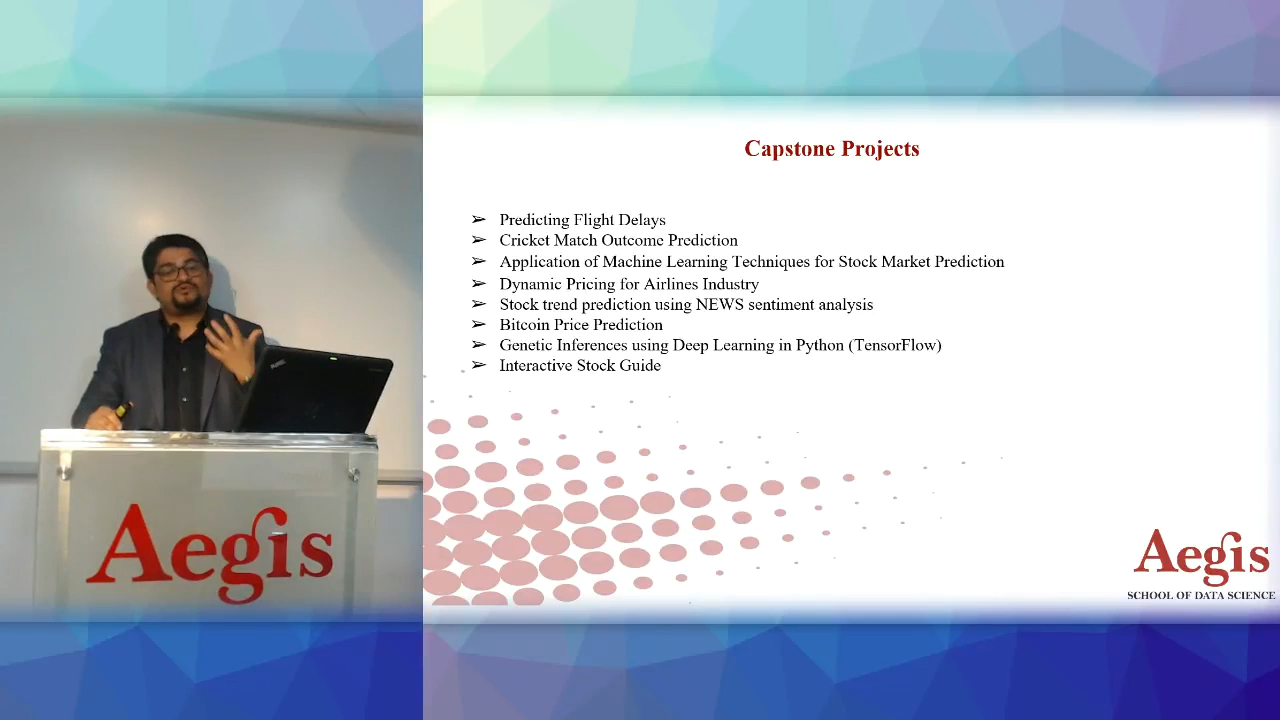 Capstone Projects
➢ Predicting Flight Delays
➢ Cricket Match Outcome Prediction
➢ Application of Machine Learning Techniques for Stock Market Prediction
➢ Dynamic Pricing for Airlines Industry
➢ Stock trend prediction using NEWS sentiment analysis
➢ Bitcoin Price Prediction
➢ Genetic Inferences using Deep Learning in Python (TensorFlow)
➢ Interactive Stock Guide
Aegis
Aegis
SCHOOL OF DATA SCIENCE